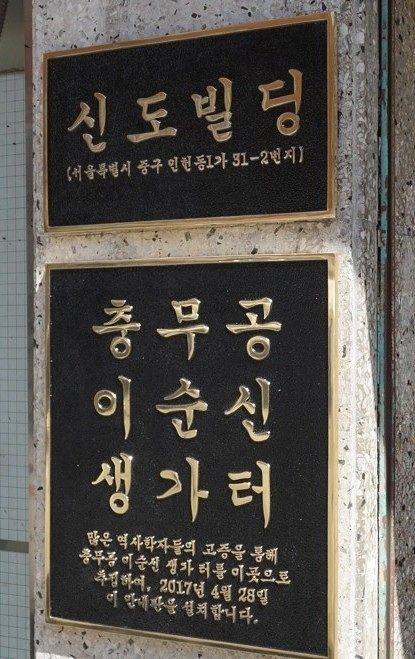 신도빌딩
(서울특별시 중구 인현동1가 31-2번지)
충무공
이순신
생가터
많은 역사학자들의 고증을 통해
충무공 이순신 생가 터를 이곳으로
추정하여, 2017년 4월 28일
이 안내판을 설치합니다.